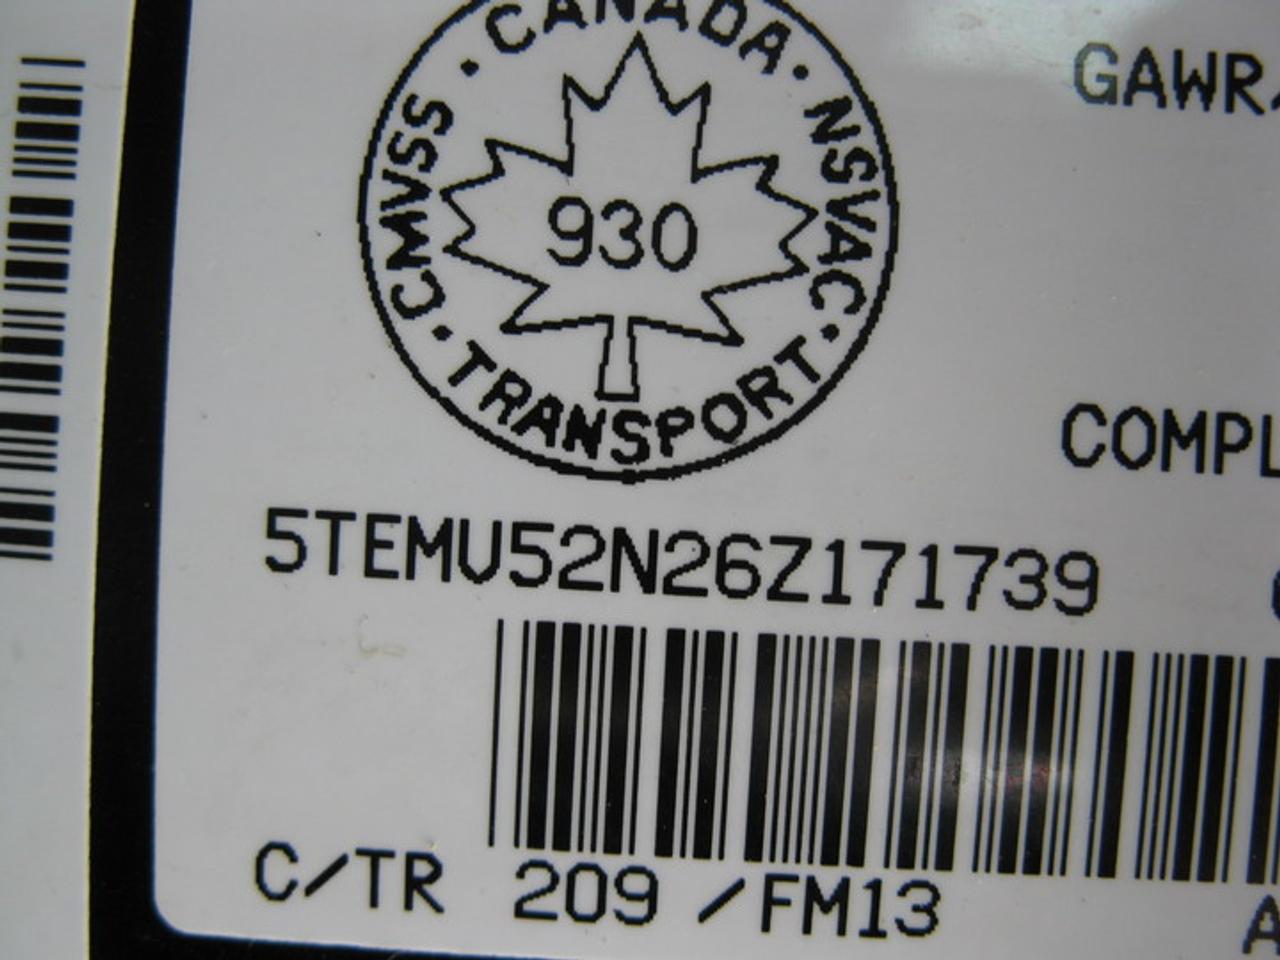 CANADA
GAWR
CMVSS
NSVAC
930
TRANSPORT
COMPL
5TEMU52N26Z171739
C/TR 209 /FM13
A